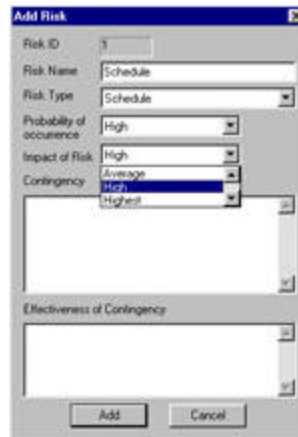 Add Risk
Risk ID 1
Risk Name Schedule
Risk Type Schedule
Probability of
occurrence High
Impact of Risk High
Average
Contingency High
Highest
Effectiveness of Contingency
Add Cancel